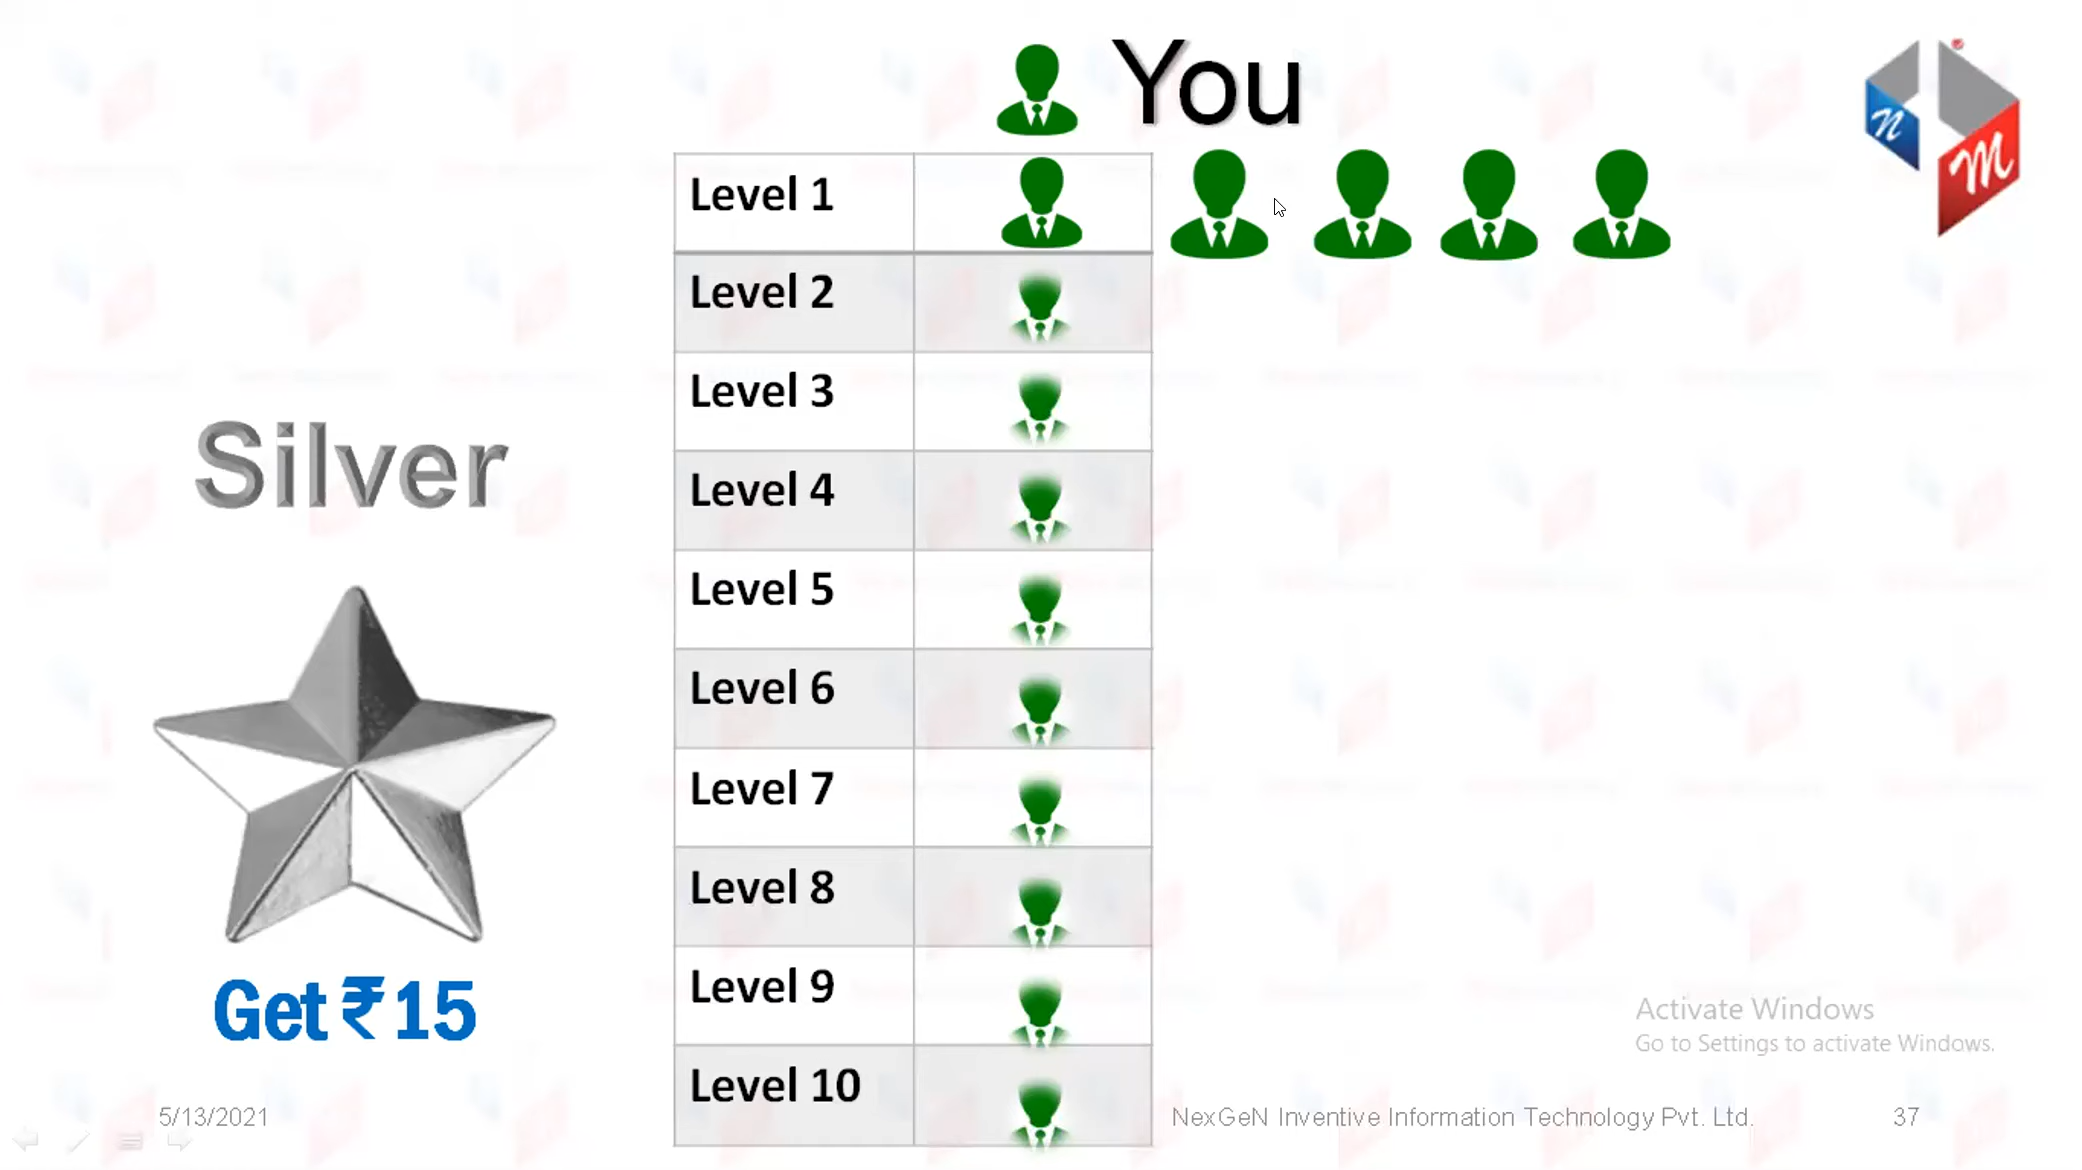 You
n
M
Level 1
Level 2
Level 3
Level 4
Level 5
Level 6
Level 7
Level 8
Level 9
Level 10
Silver
Get ₹ 15
Activate Windows
Go to Settings to activate Windows.
5/13/2021
NexGeN Inventive Information Technology Pvt. Ltd.
37